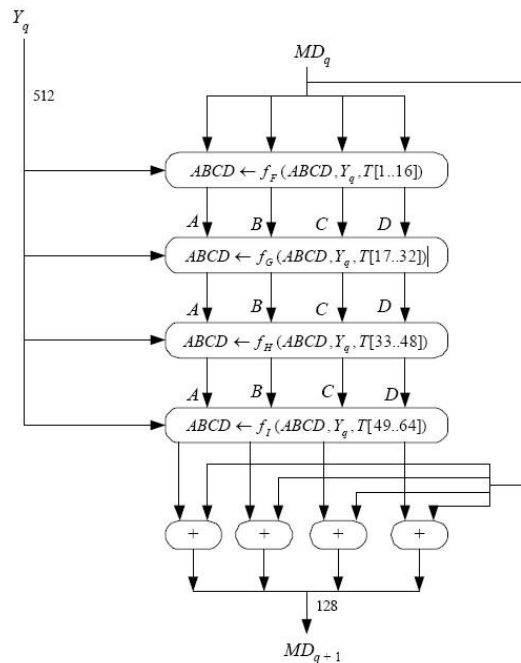 Y_q
MD_q
512
ABCD ← f_F (ABCD, Y_q, T[1..16])
A B C D
ABCD ← f_G (ABCD, Y_q, T[17..32])
A B C D
ABCD ← f_H (ABCD, Y_q, T[33..48])
A B C D
ABCD ← f_I (ABCD, Y_q, T[49..64])
+ + + +
128
MD_{q+1}